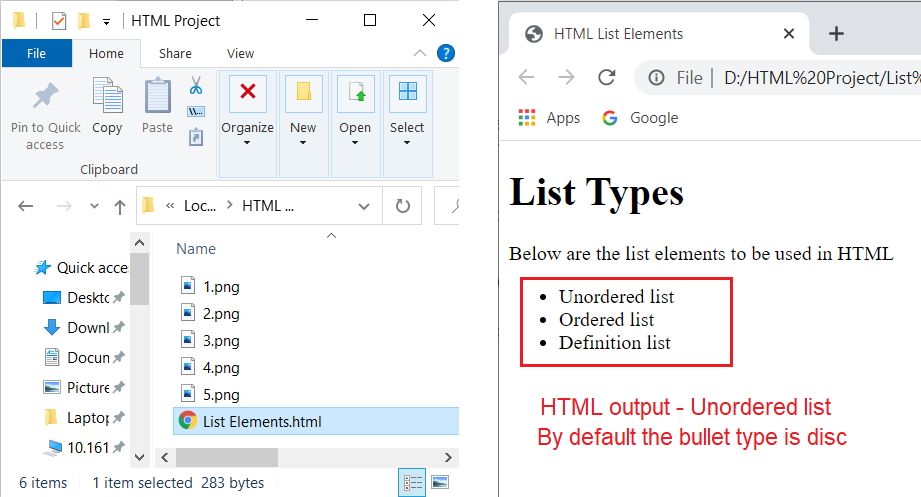 HTML Project
File Home Share View
Pin to Quick access
Copy
Paste
Organize
New
Open
Select
Clipboard
« Loc... > HTML ...
Name
Quick acces
Deskto
Downl
Docun
Picture
Laptop
10.161
1.png
2.png
3.png
4.png
5.png
List Elements.html
6 items 1 item selected 283 bytes
HTML List Elements
File | D:/HTML%20Project/List%
Apps Google
List Types
Below are the list elements to be used in HTML
• Unordered list
• Ordered list
• Definition list
HTML output - Unordered list
By default the bullet type is disc